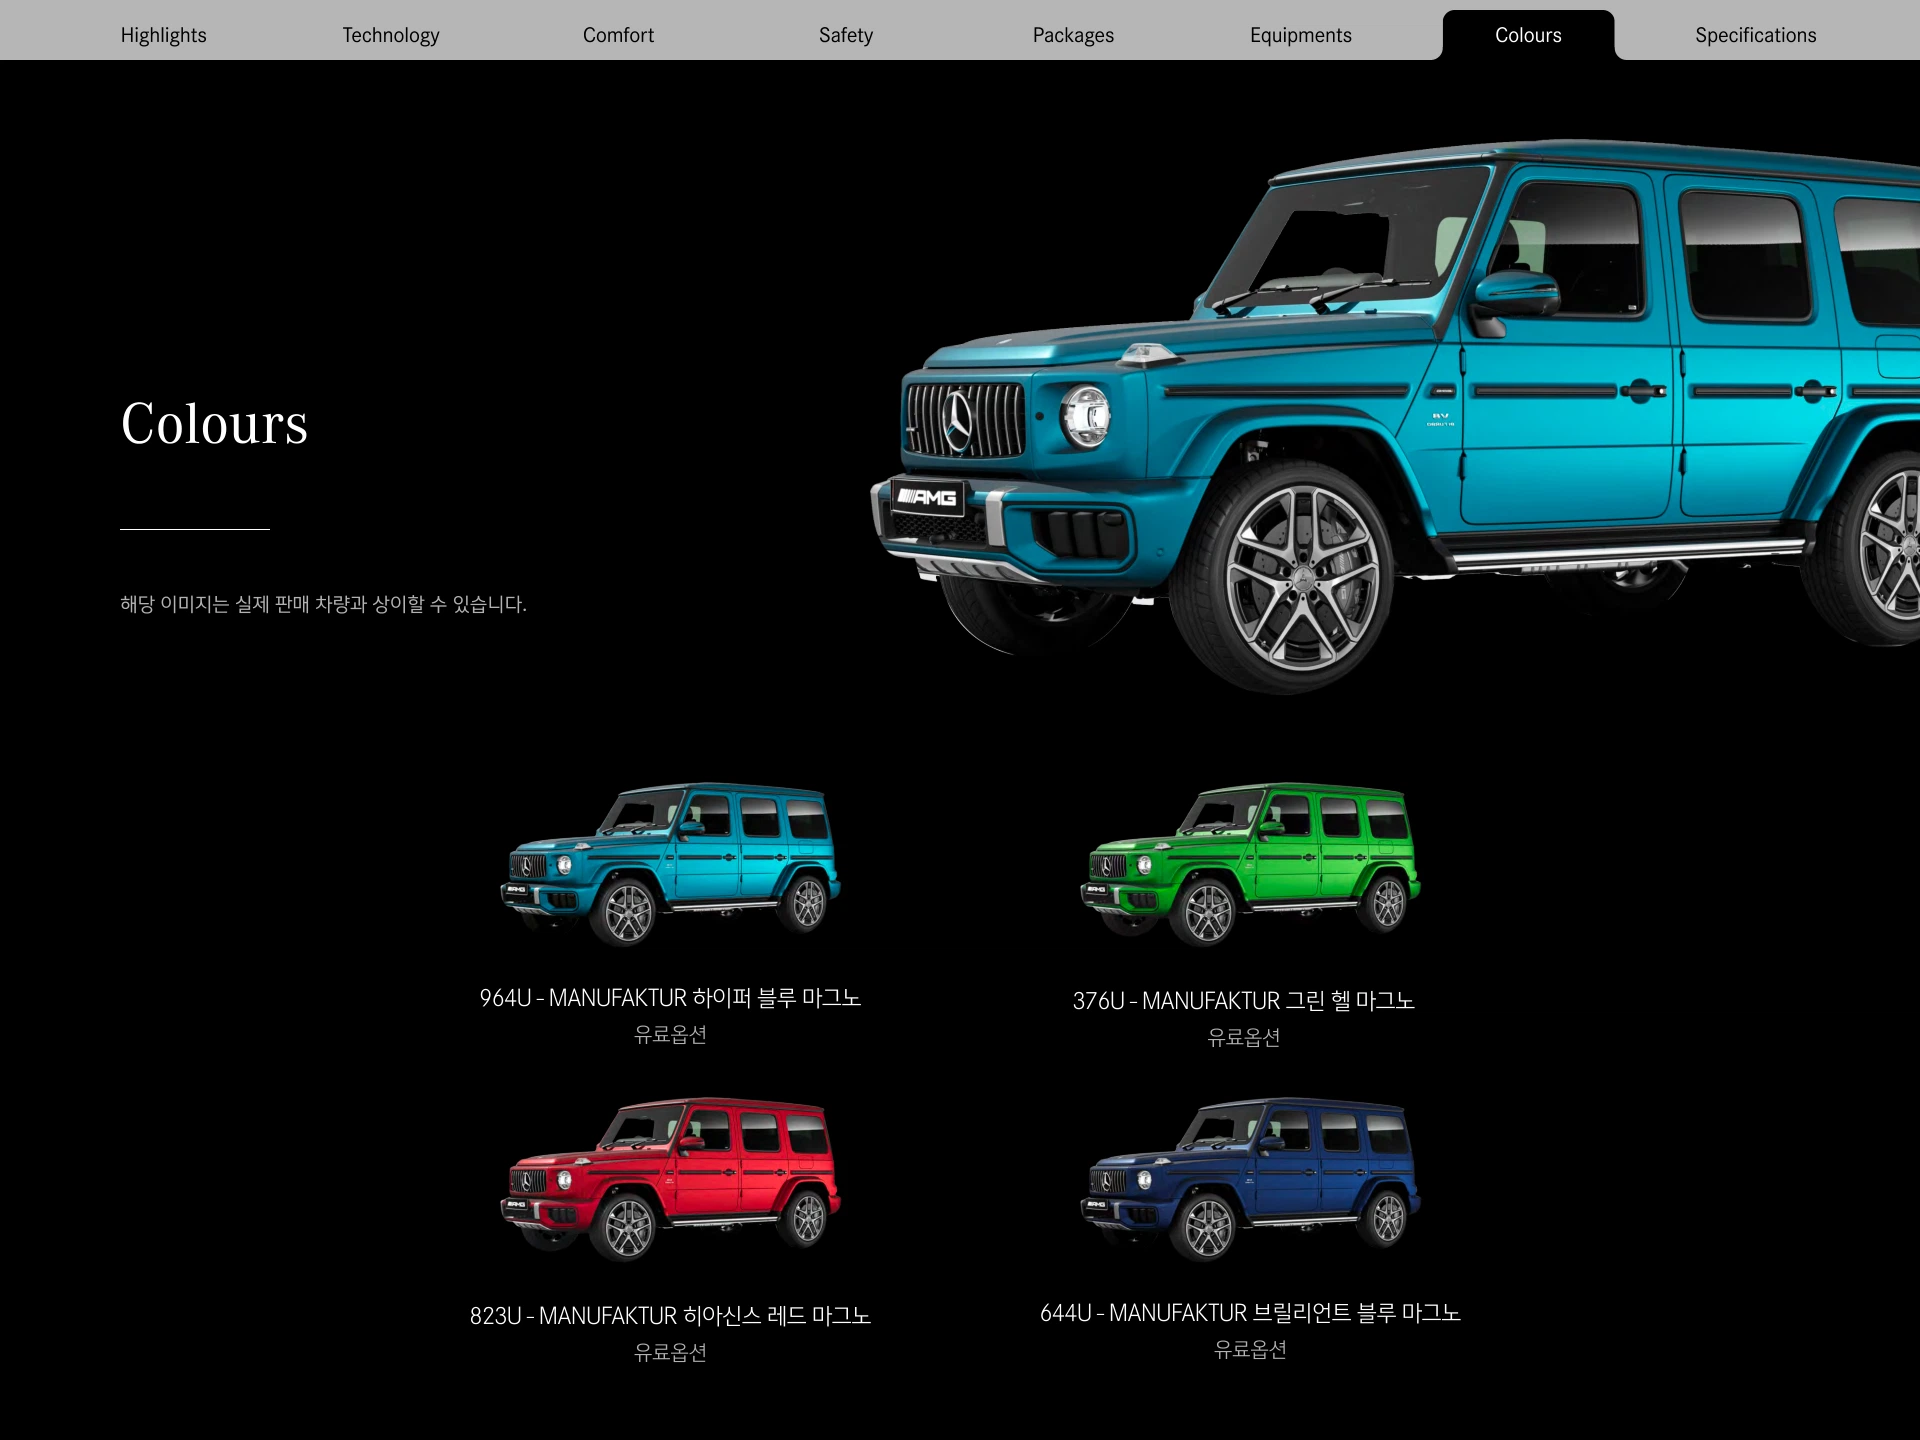 Highlights
Technology
Comfort
Safety
Packages
Equipments
Colours
Specifications
Colours
해당 이미지는 실제 판매 차량과 상이할 수 있습니다.
AMG
964U - MANUFAKTUR 하이퍼 블루 마그노
유료옵션
376U - MANUFAKTUR 그린 헬 마그노
유료옵션
823U - MANUFAKTUR 히아신스 레드 마그노
유료옵션
644U - MANUFAKTUR 브릴리언트 블루 마그노
유료옵션